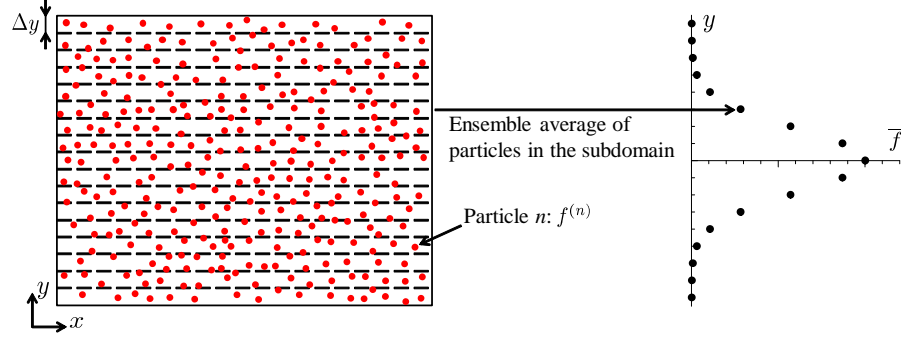 Δy
y
f̅
Ensemble average of
particles in the subdomain
Particle n: f⁽ⁿ⁾
y
x